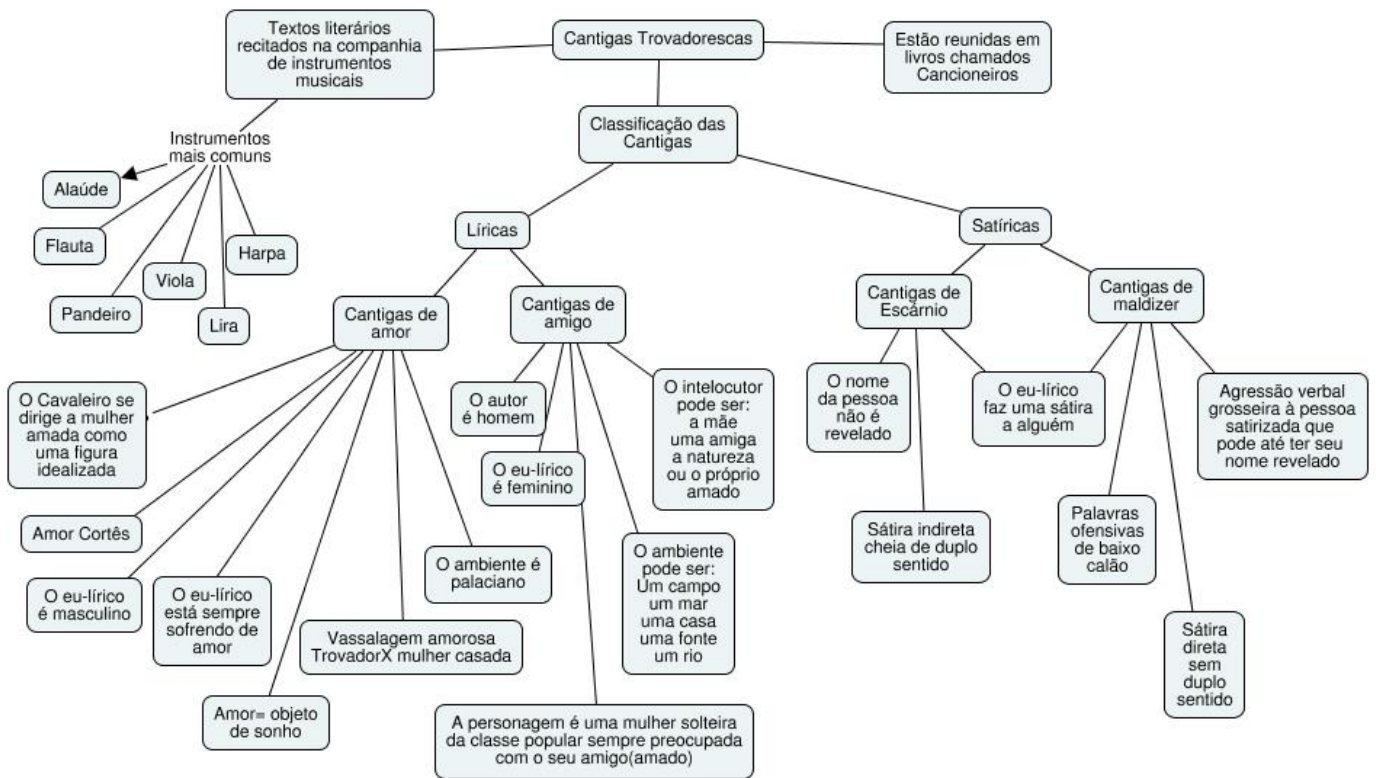 Textos literários
recitados na companhia
de instrumentos
musicais
Cantigas Trovadorescas
Estão reunidas em
livros chamados
Cancioneiros
Classificação das
Cantigas
Instrumentos
mais comuns
Alaúde
Flauta
Pandeiro
Viola
Lira
Harpa
Líricas
Satíricas
Cantigas de
amor
Cantigas de
amigo
Cantigas de
Escárnio
Cantigas de
maldizer
O Cavaleiro se
dirige a mulher
amada como
uma figura
idealizada
Amor Cortês
O eu-lírico
é masculino
O eu-lírico
está sempre
sofrendo de
amor
Amor= objeto
de sonho
Vassalagem amorosa
TrovadorX mulher casada
O ambiente é
palaciano
O autor
é homem
O eu-lírico
é feminino
A personagem é uma mulher solteira
da classe popular sempre preocupada
com o seu amigo(amado)
O ambiente
pode ser:
Um campo
um mar
uma casa
uma fonte
um rio
O intelocutor
pode ser:
a mãe
uma amiga
a natureza
ou o próprio
amado
O nome
da pessoa
não é
revelado
Sátira indireta
cheia de duplo
sentido
O eu-lírico
faz uma sátira
a alguém
Palavras
ofensivas
de baixo
calão
Sátira
direta
sem
duplo
sentido
Agressão verbal
grosseira à pessoa
satirizada que
pode até ter seu
nome revelado